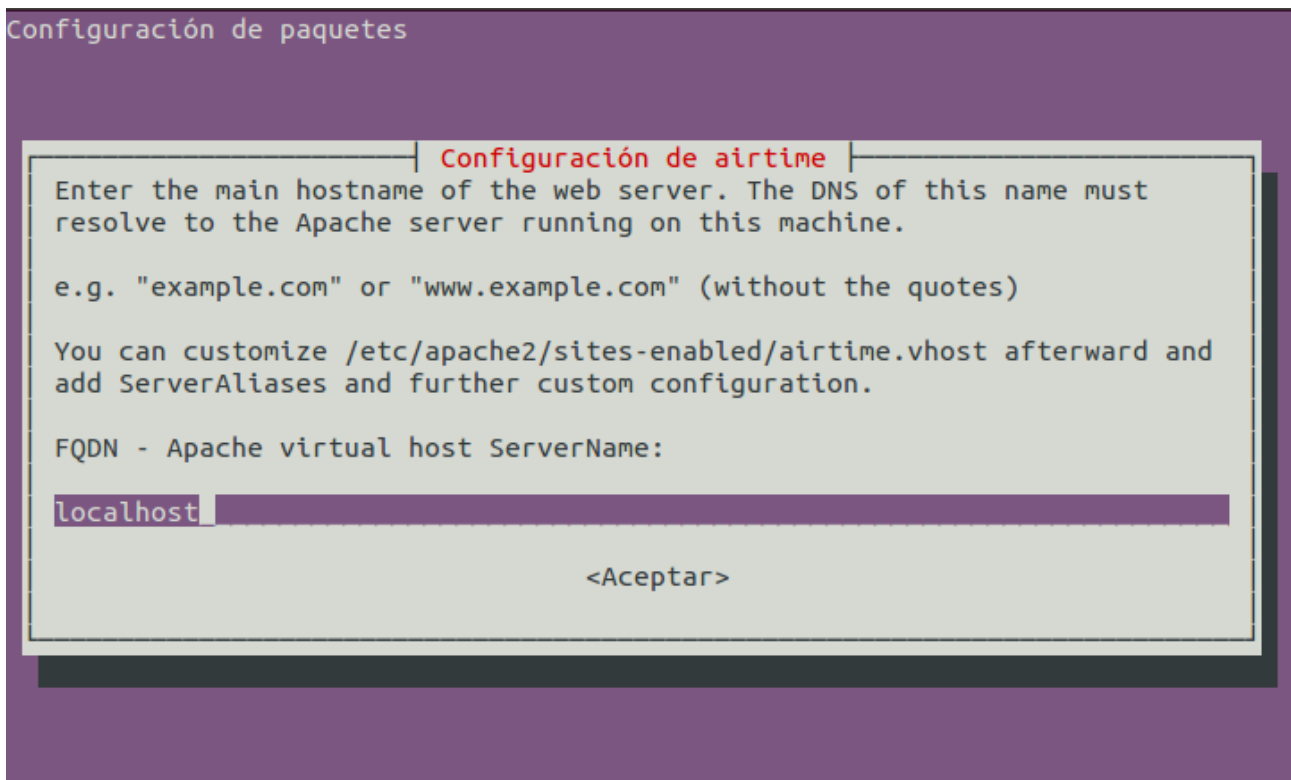 Configuración de paquetes
Configuración de airtime
Enter the main hostname of the web server. The DNS of this name must
resolve to the Apache server running on this machine.
e.g. "example.com" or "www.example.com" (without the quotes)
You can customize /etc/apache2/sites-enabled/airtime.vhost afterward and
add ServerAliases and further custom configuration.
FQDN - Apache virtual host ServerName:
localhost
<Aceptar>